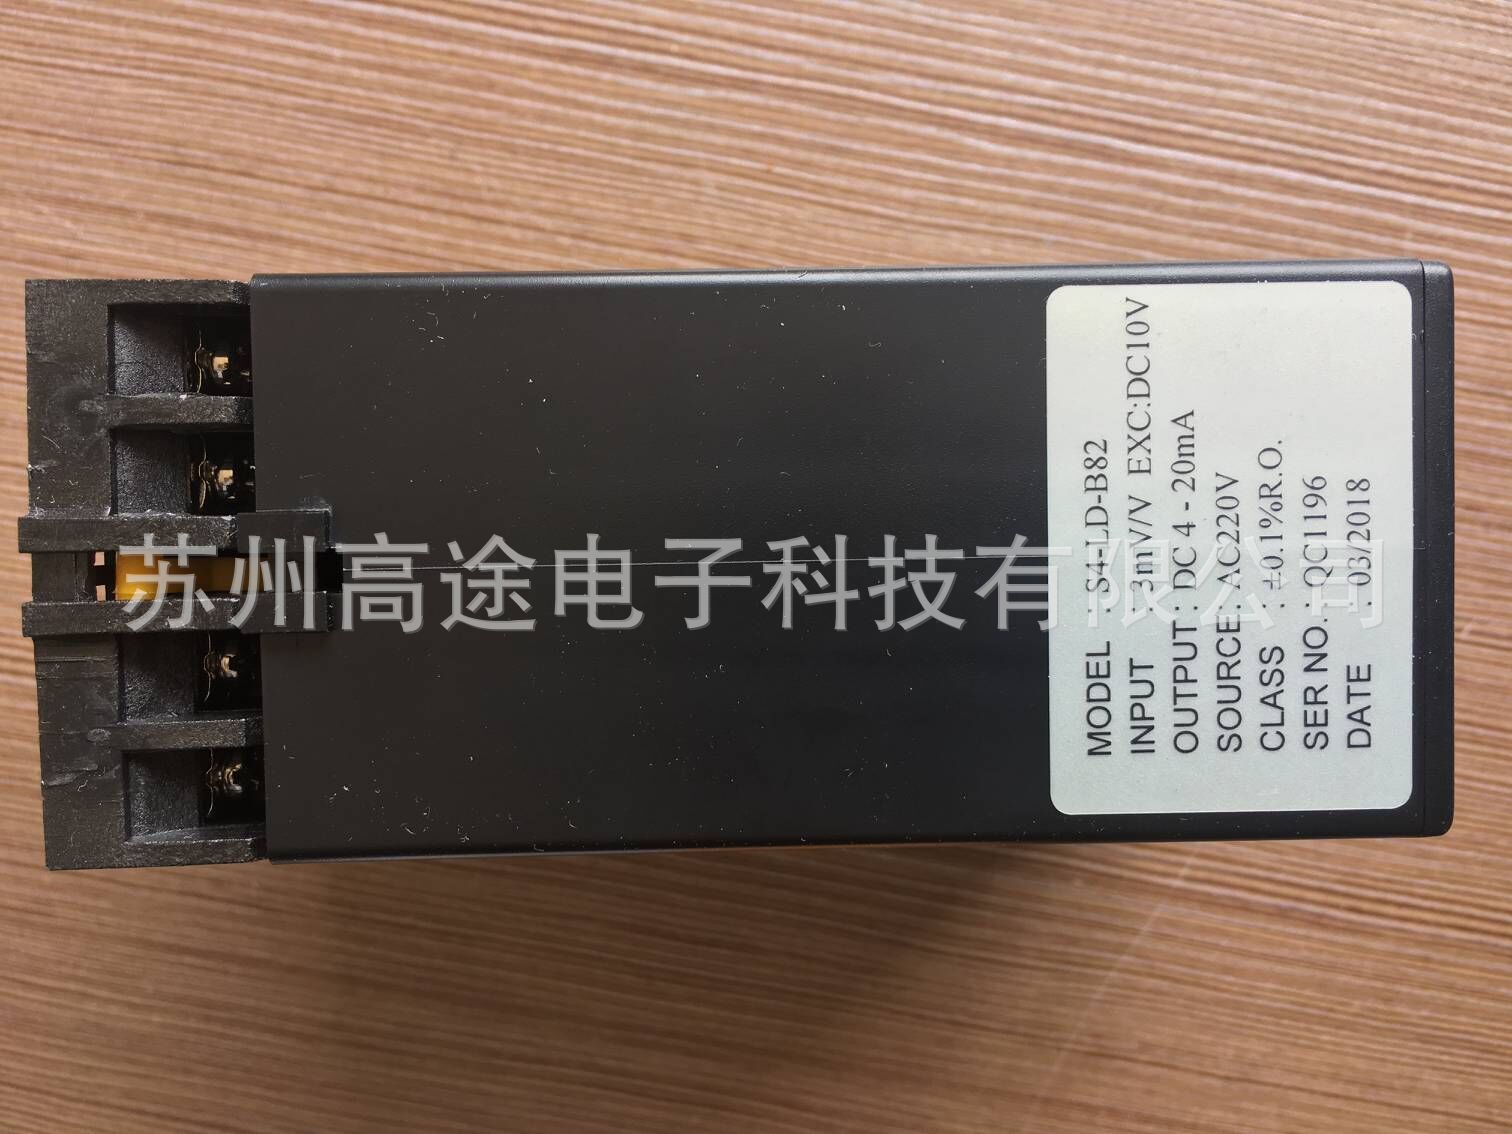 MODEL : S4-LD-B82
INPUT : 3mV/V EXC:DC10V
OUTPUT : DC 4 - 20mA
SOURCE : AC220V
CLASS : ±0.1%R.O.
SER NO. : QC1196
DATE : 03/2018
苏州高途电子科技有限公司